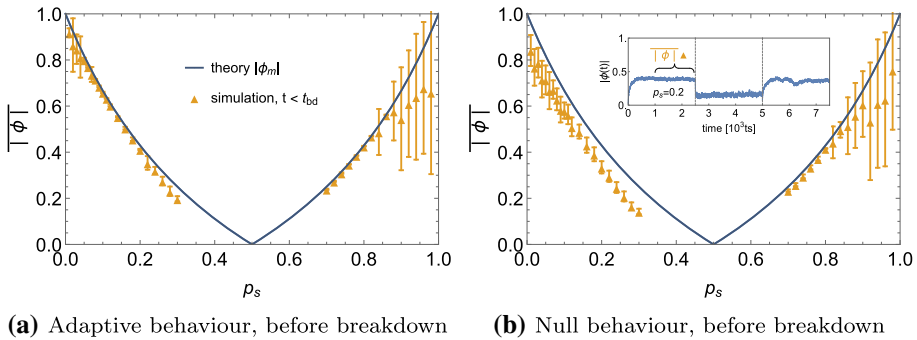 1.0
0.8
0.6
0.4
0.2
0.0
|ϕ|
theory |ϕm|
simulation, t < tbd
0.0 0.2 0.4 0.6 0.8 1.0
ps
(a) Adaptive behaviour, before breakdown
1.0
0.8
0.6
0.4
0.2
0.0
|ϕ|
1
0.5
0
|ϕ(t)|
|ϕ| ▲
ps=0.2
0 1 2 3 4 5 6 7
time [10³ts]
0.0 0.2 0.4 0.6 0.8 1.0
ps
(b) Null behaviour, before breakdown